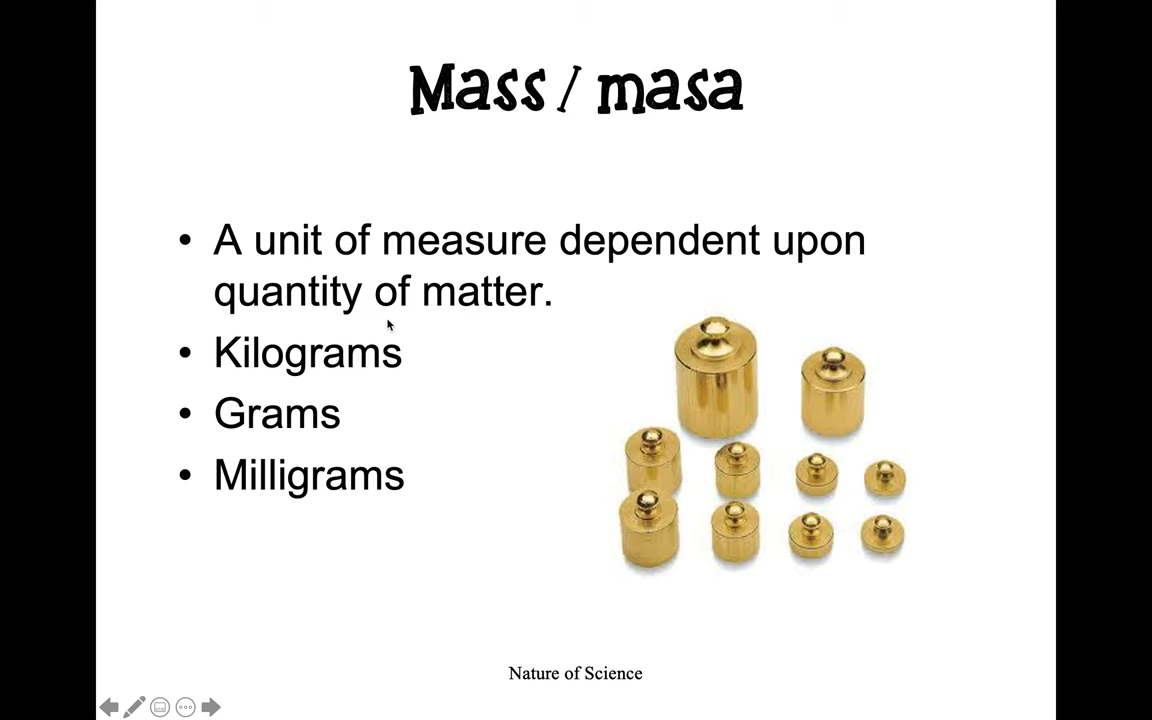 Mass / masa
• A unit of measure dependent upon
quantity of matter.
• Kilograms
• Grams
• Milligrams
Nature of Science